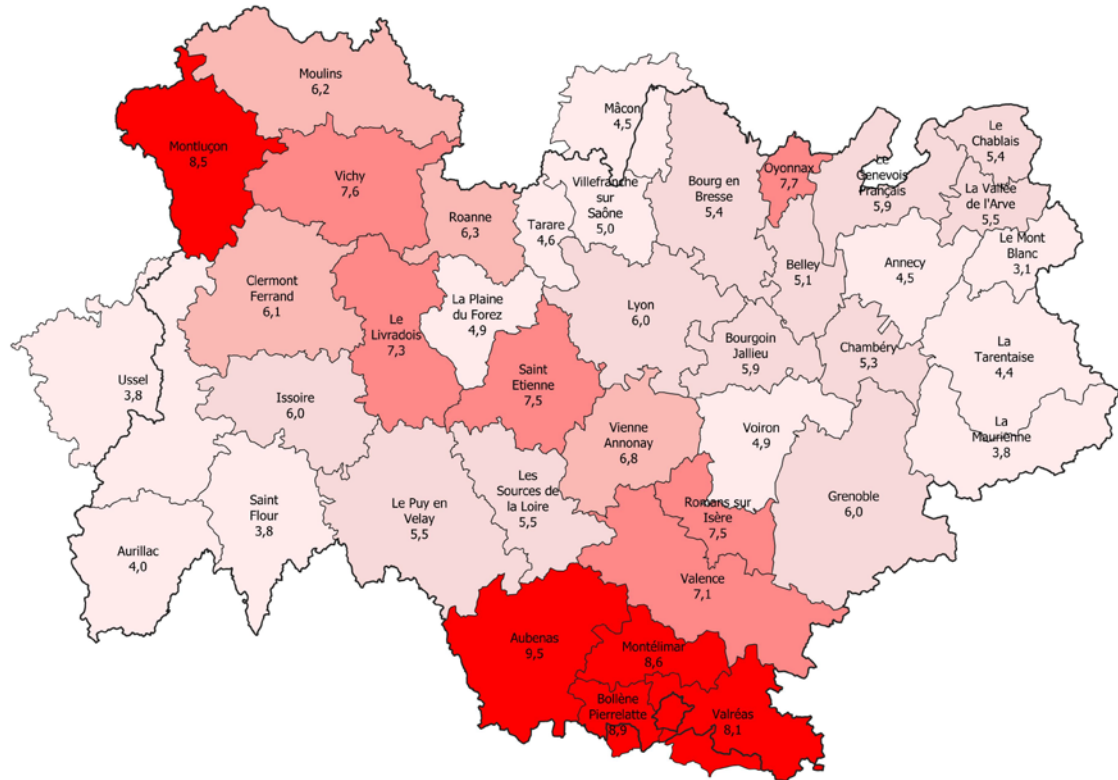 Moulins
6,2
Montluçon
8,5
Vichy
7,6
Mâcon
4,5
Le
Chablais
5,4
Oyonnax
7,7
Le
Genevois
Français
5,9
La Vallée
de l'Arve
5,5
Villefranche
sur
Saône
5,0
Bourg en
Bresse
5,4
Roanne
6,3
Tarare
4,6
Le Mont
Blanc
3,1
Annecy
4,5
Belley
5,1
Clermont
Ferrand
6,1
La Plaine
du Forez
4,9
Lyon
6,0
Le
Livradois
7,3
Bourgoin
Jallieu
5,9
Chambéry
5,3
La
Tarentaise
4,4
Ussel
3,8
Issoire
6,0
Saint
Etienne
7,5
Vienne
Annonay
6,8
Voiron
4,9
La
Maurienne
3,8
Les
Sources de
la Loire
5,5
Saint
Flour
3,8
Le Puy en
Velay
5,5
Romans sur
Isère
7,5
Grenoble
6,0
Aurillac
4,0
Valence
7,1
Aubenas
9,5
Montélimar
8,6
Bollène
Pierrelatte
8,9
Valréas
8,1